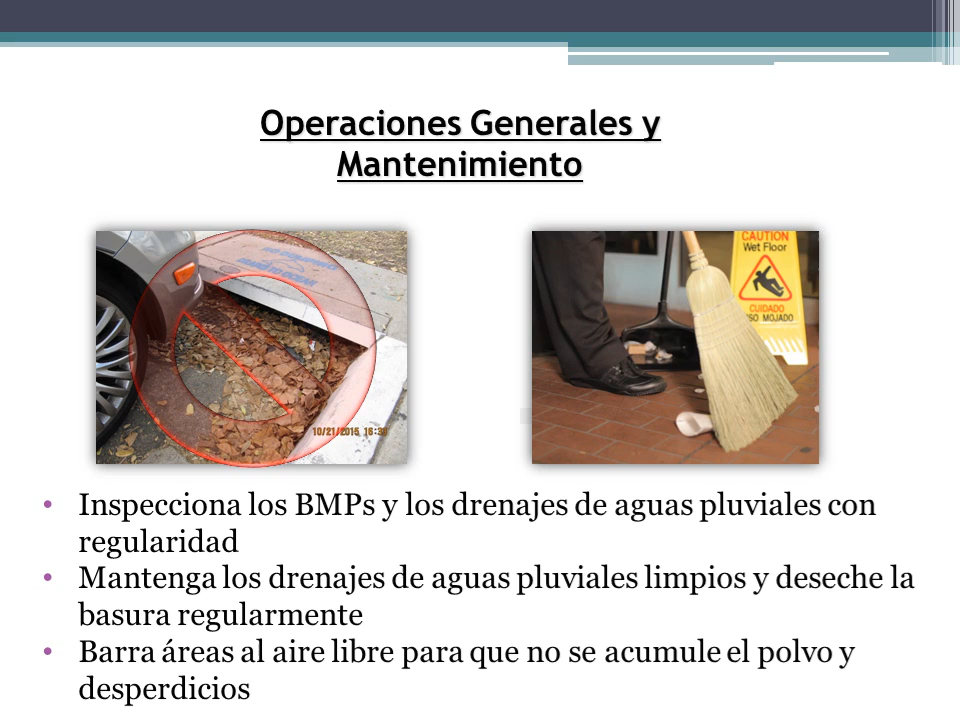 Operaciones Generales y
Mantenimiento
CAUTION
Wet Floor
CUIDADO
SO MOJADO
10/21/2015 16:
• Inspecciona los BMPs y los drenajes de aguas pluviales con
regularidad
• Mantenga los drenajes de aguas pluviales limpios y deseche la
basura regularmente
• Barra áreas al aire libre para que no se acumule el polvo y
desperdicios